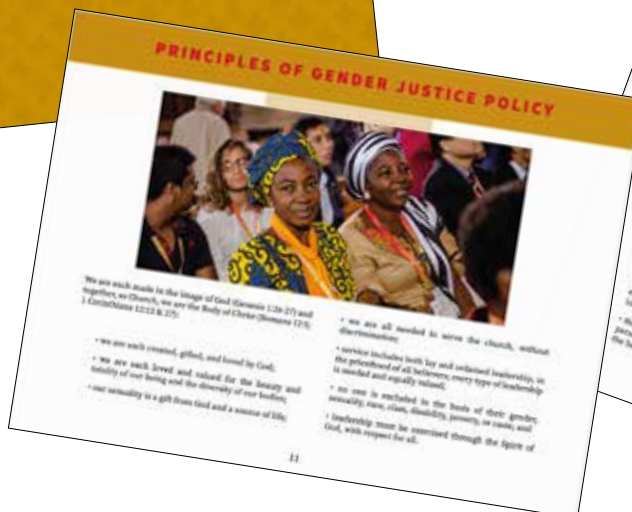 PRINCIPLES OF GENDER JUSTICE POLICY
We are each made in the image of God (Genesis 1:26-27) and
together, as Church, we are the Body of Christ (Romans 12:5;
1 Corinthians 12:12 & 27):
• we are each created, gifted, and loved by God;
• we are each loved and valued for the beauty and
totality of our being and the diversity of our bodies;
• our sexuality is a gift from God and a source of life;
• we are all needed to serve the church, without
discrimination;
• service includes both lay and ordained leadership, in
the priesthood of all believers; every type of leadership
is needed and equally valued;
• no one is excluded on the basis of their gender,
sexuality, race, class, disability, poverty, or caste; and
• leadership must be exercised through the Spirit of
God, with respect for all.
11